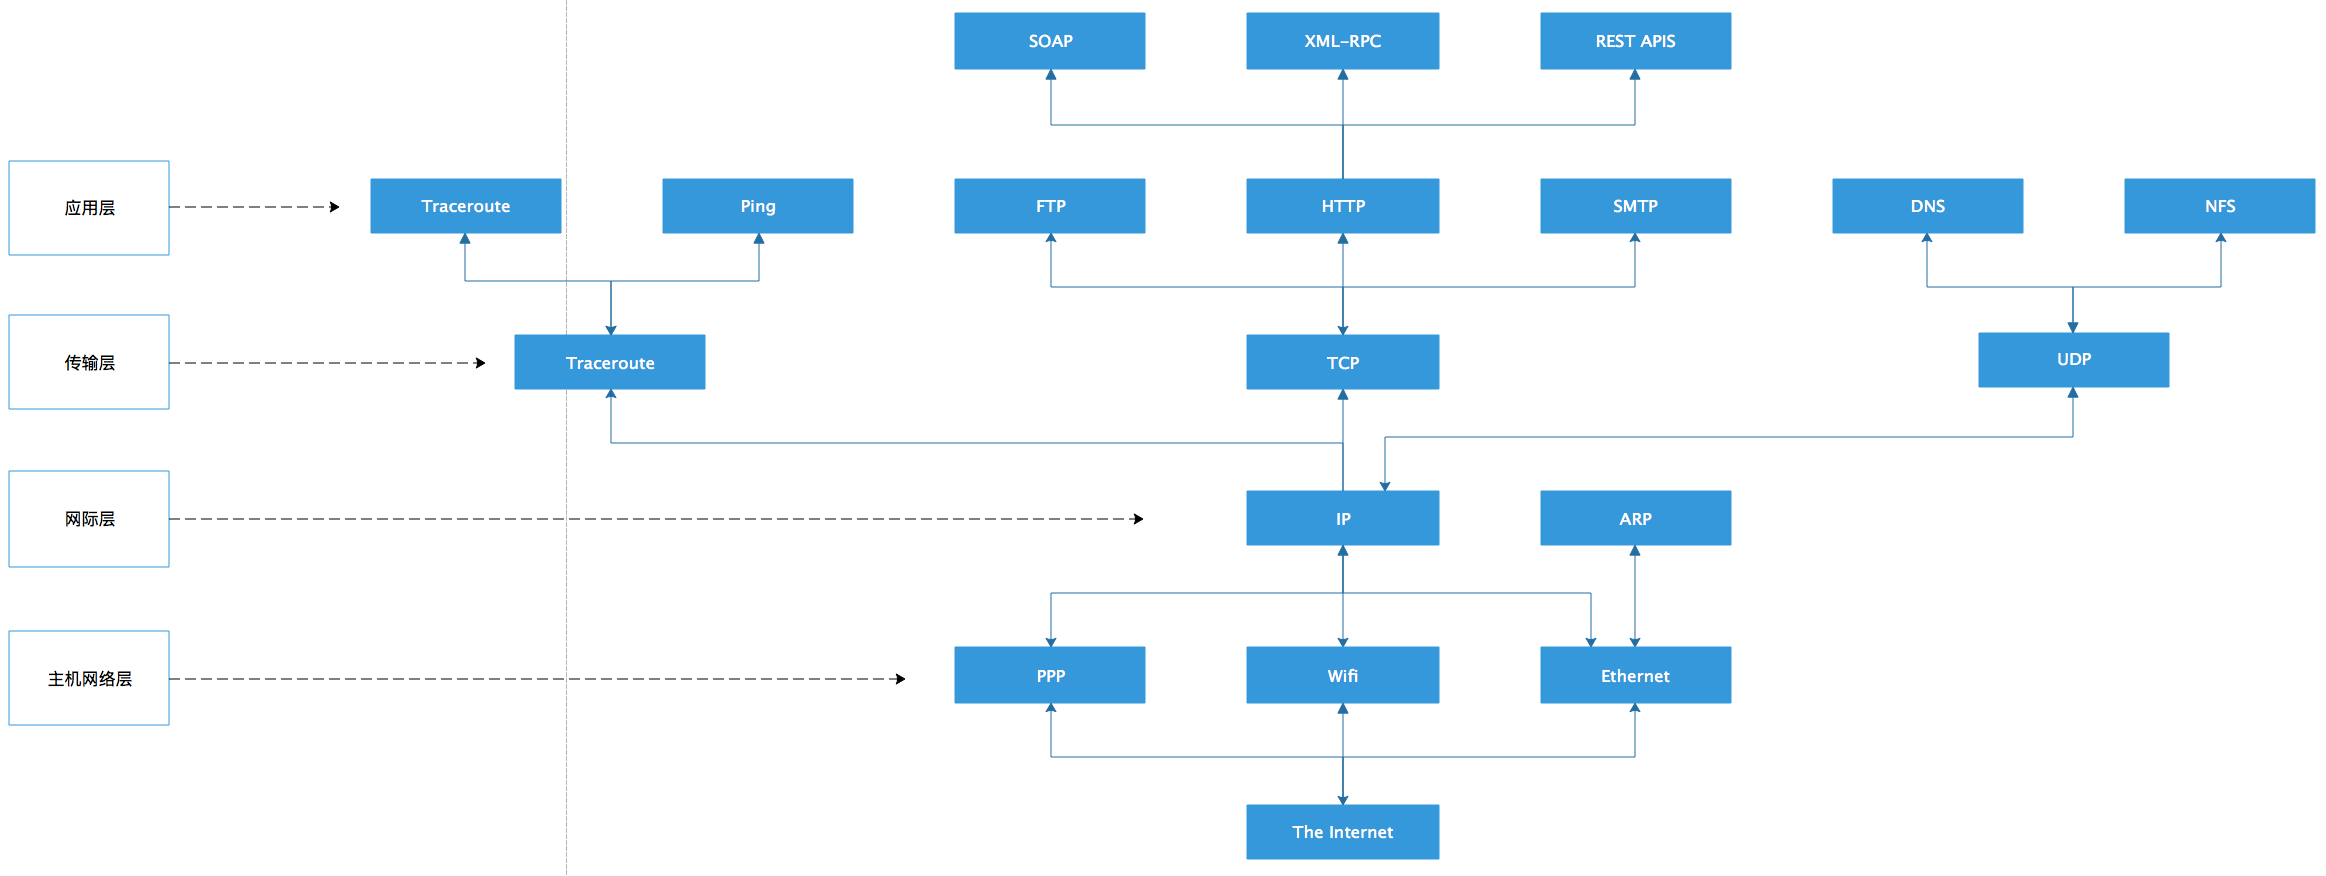 SOAP
XML-RPC
REST APIS
应用层
Traceroute
Ping
FTP
HTTP
SMTP
DNS
NFS
传输层
Traceroute
TCP
UDP
网际层
IP
ARP
主机网络层
PPP
Wifi
Ethernet
The Internet